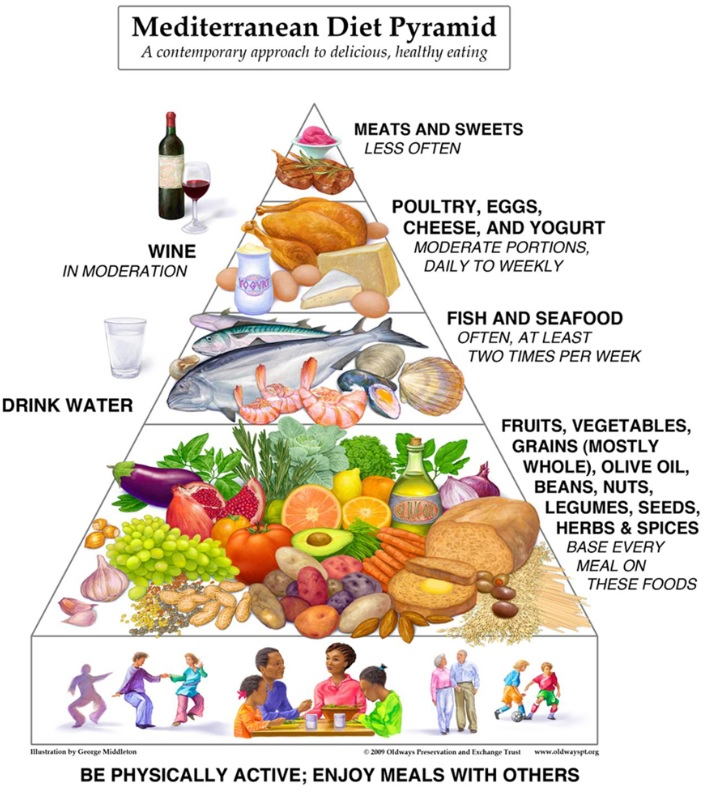 Mediterranean Diet Pyramid
A contemporary approach to delicious, healthy eating
MEATS AND SWEETS
LESS OFTEN
POULTRY, EGGS,
CHEESE, AND YOGURT
MODERATE PORTIONS,
DAILY TO WEEKLY
WINE
IN MODERATION
YOGURT
FISH AND SEAFOOD
OFTEN, AT LEAST
TWO TIMES PER WEEK
DRINK WATER
FRUITS, VEGETABLES,
GRAINS (MOSTLY
WHOLE), OLIVE OIL,
BEANS, NUTS,
LEGUMES, SEEDS,
HERBS & SPICES
BASE EVERY
MEAL ON
THESE FOODS
Illustration by George Middleton
© 2009 Oldways Preservation and Exchange Trust
www.oldwayspt.org
BE PHYSICALLY ACTIVE; ENJOY MEALS WITH OTHERS